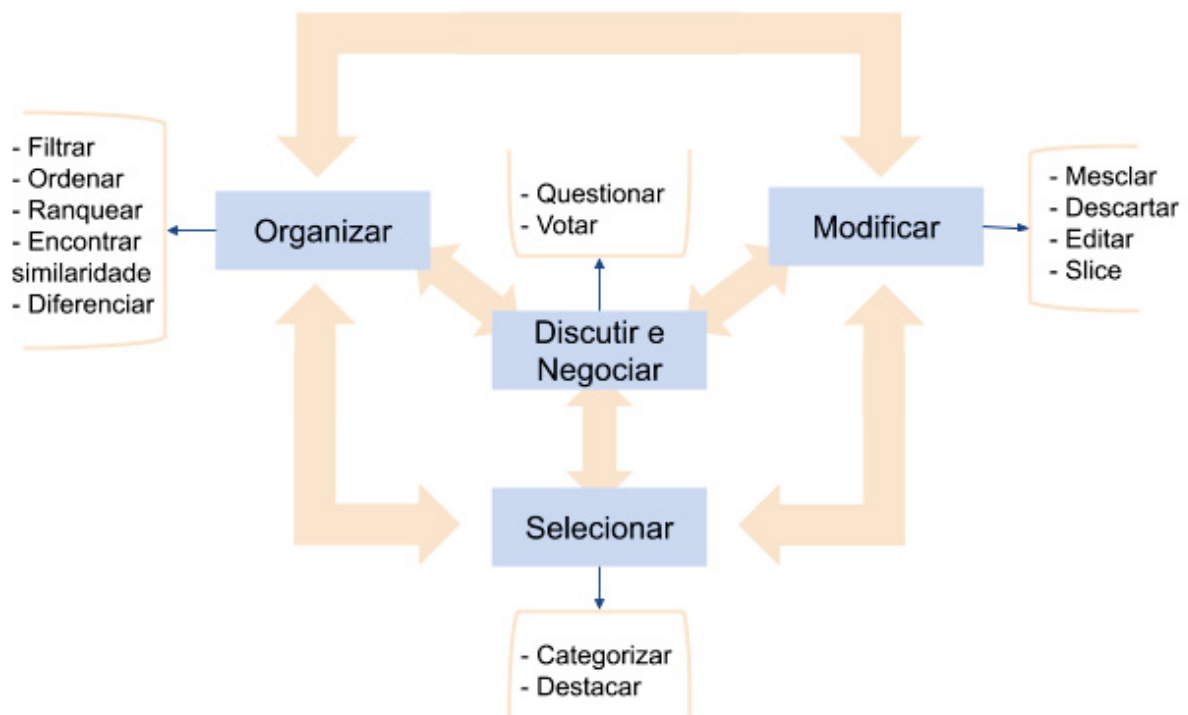 - Filtrar
- Ordenar
- Ranquear
- Encontrar
similaridade
- Diferenciar
Organizar
- Questionar
- Votar
Modificar
- Mesclar
- Descartar
- Editar
- Slice
Discutir e
Negociar
Selecionar
- Categorizar
- Destacar